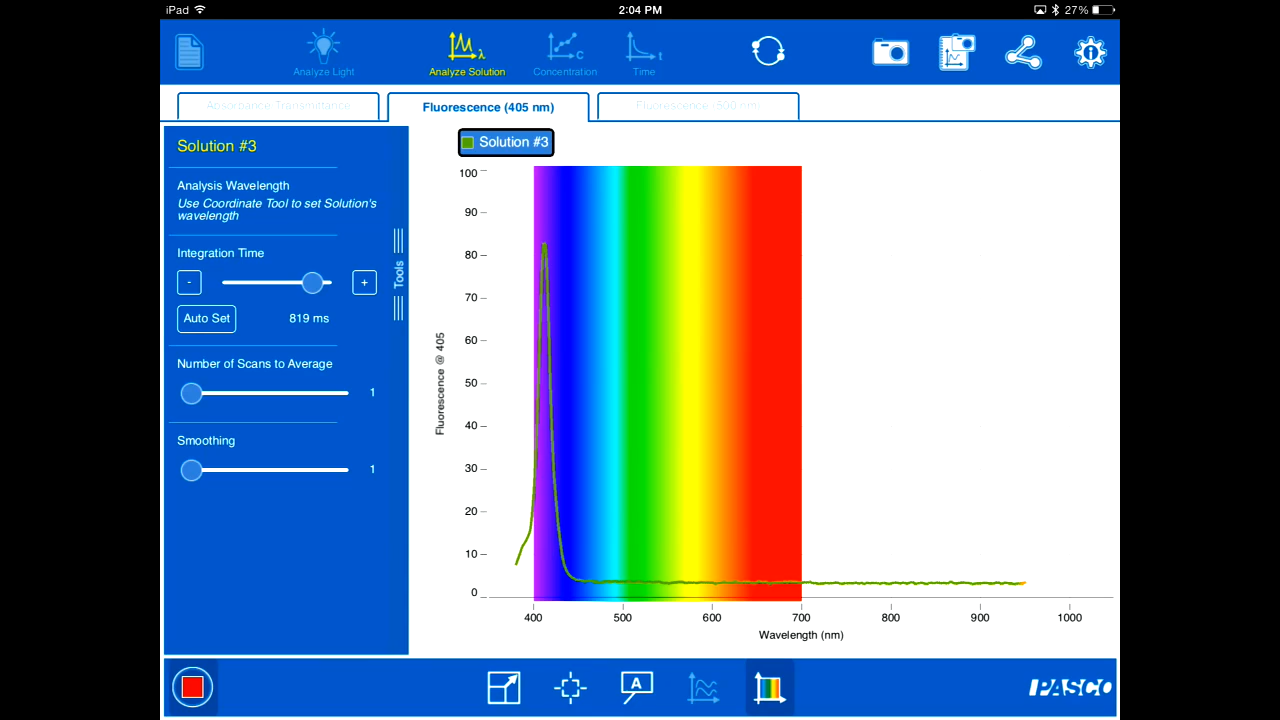 iPad 2:04 PM 27%
Analyze Light Analyze Solution λ Concentration C Time t
Absorbance Transmittance Fluorescence (405 nm) Fluorescence (500 nm)
Solution #3
Analysis Wavelength
Use Coordinate Tool to set Solution's
wavelength
Integration Time
- +
Auto Set 819 ms
Number of Scans to Average
1
Smoothing
1
Tools
Solution #3
Fluorescence @ 405
100
90
80
70
60
50
40
30
20
10
0
400 500 600 700 800 900 1000
Wavelength (nm)
A
PASCO